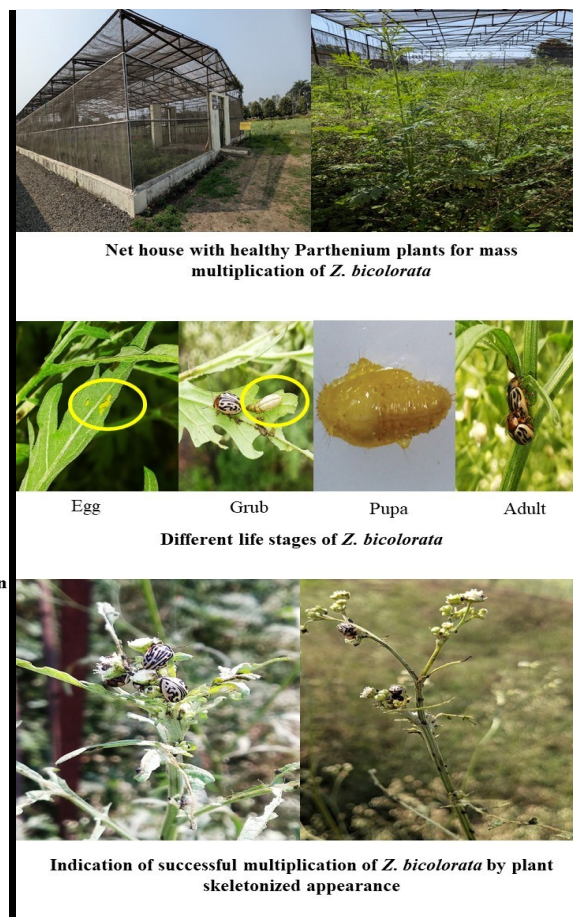 Net house with healthy Parthenium plants for mass
multiplication of Z. bicolorata
Egg
Grub
Pupa
Adult
Different life stages of Z. bicolorata
n
Indication of successful multiplication of Z. bicolorata by plant
skeletonized appearance